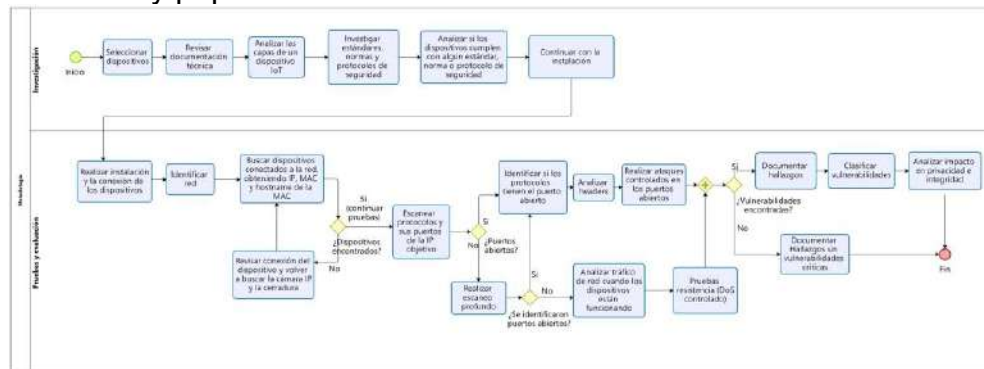 Metodología
Investigación
Inicio
Seleccionar
dispositivos
Revisar
documentación
técnica
Analizar las
capas de un
dispositivo
IoT
Investigar
estándares,
normas y
protocolos de
seguridad
Analizar si los
dispositivos cumplen
con algún estándar,
norma o protocolo de
seguridad
Continuar con la
instalación
Pruebas y evaluación
Realizar instalación
y la conexión de
los dispositivos
Identificar
red
Buscar dispositivos
conectados a la red,
obteniendo IP, MAC
y hostname de la
MAC
Revisar conexión del
dispositivo y volver
a buscar la cámara IP
y la cerradura
Si
(continuar
pruebas)
¿Dispositivos
encontrados?
No
Escanear
protocolos y
sus puertos
de la IP
objetivo
Si
No
¿Puertos
abiertos?
Identificar si los
protocolos
tienen el puerto
abierto
Analizar
headers
Realizar ataques
controlados en
los puertos
abiertos
Realizar
escaneo
profundo
Si
No
¿Se identificaron
puertos abiertos?
Analizar tráfico
de red cuando los
dispositivos
están
funcionando
Pruebas
resistencia (DoS
controlado)
Si
¿Vulnerabilidades
encontradas?
No
Documentar
hallazgos
Clasificar
vulnerabilidades
Analizar impacto
en privacidad e
integridad
Documentar
Hallazgos sin
vulnerabilidades
críticas
Fin